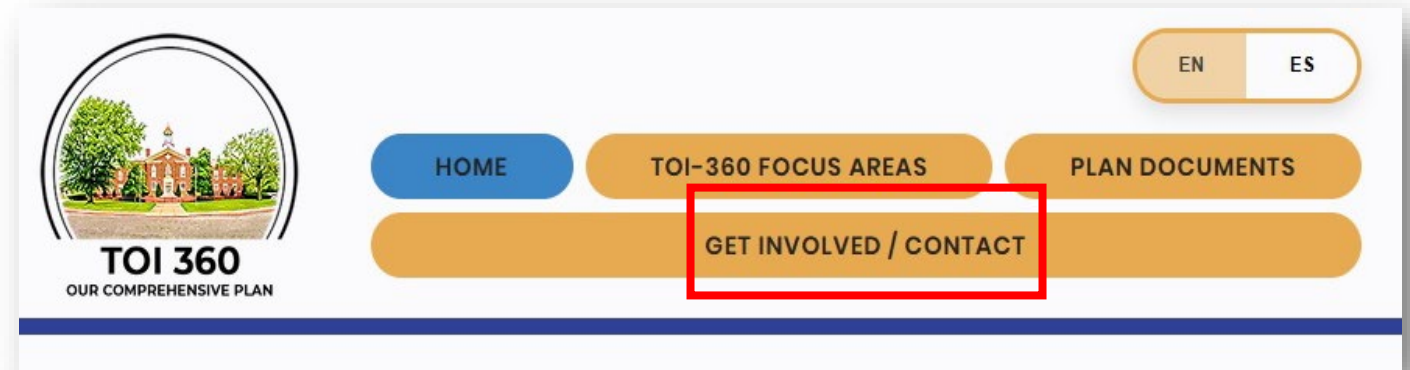 EN ES
HOME TOI-360 FOCUS AREAS PLAN DOCUMENTS
GET INVOLVED / CONTACT
TOI 360
OUR COMPREHENSIVE PLAN